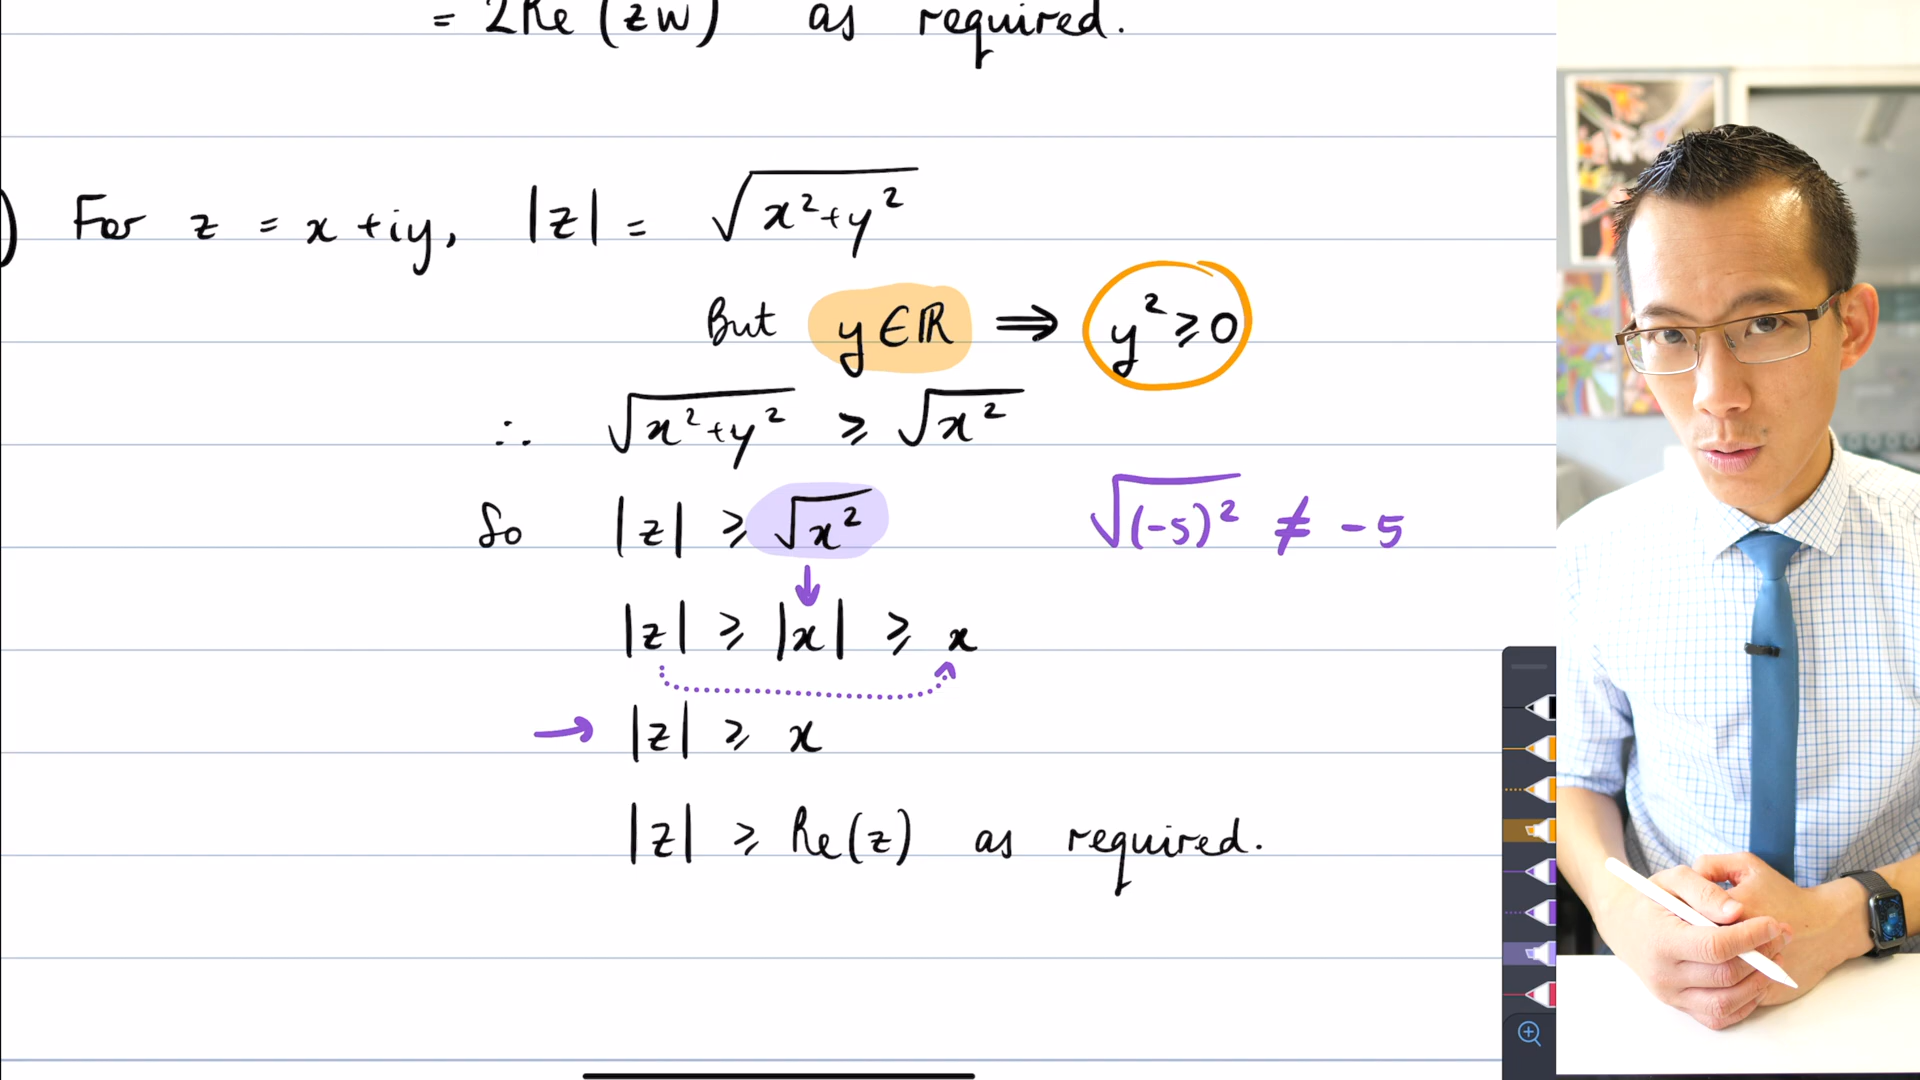 = 2Re (zw) as required.
) For z = x + iy, |z| = √(x²+y²)
But y ∈ ℝ ⇒ y² ≥ 0
∴ √(x²+y²) ≥ √(x²)
So |z| ≥ √(x²)
√((-5)²) ≠ -5
|z| ≥ |x| ≥ x
→ |z| ≥ x
|z| ≥ Re(z) as required.